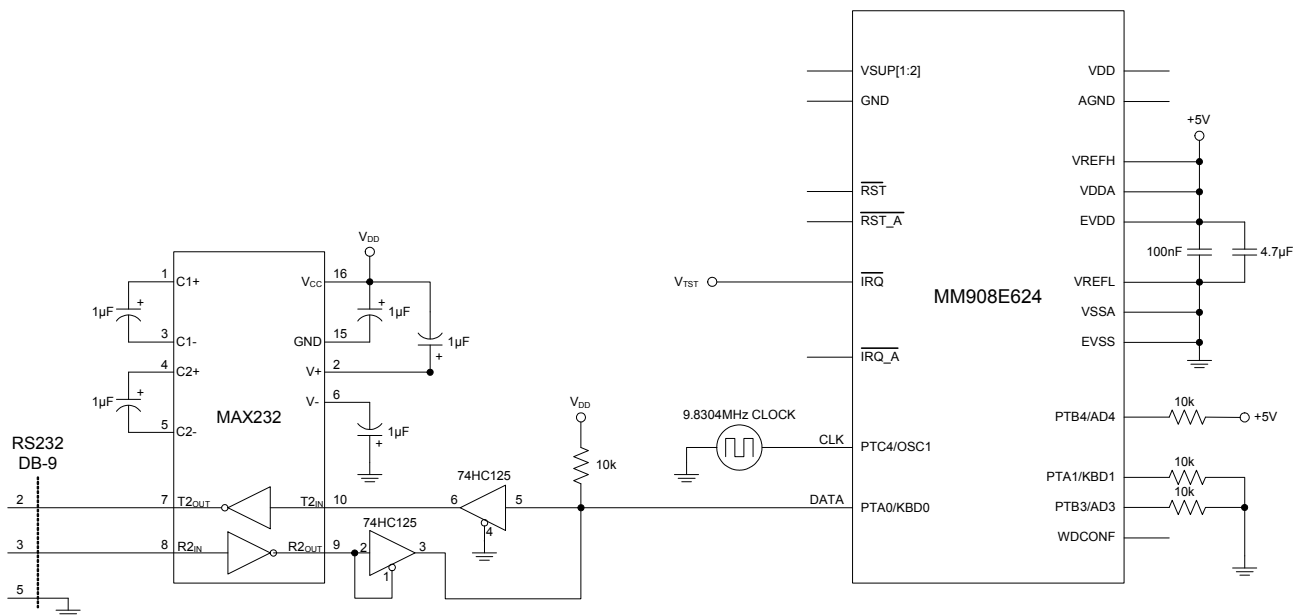 VSUP[1:2]
VDD
GND
AGND
+5V
VREFH
RST
VDDA
RST_A
EVDD
100nF
4.7µF
VDD
1
C1+
VCC
16
VTST
IRQ
MM908E624
VREFL
1µF
+
+
1µF
VSSA
3
C1-
GND
15
1µF
+
EVSS
4
C2+
V+
2
IRQ_A
1µF
+
MAX232
V-
6
VDD
9.8304MHz CLOCK
10k
PTB4/AD4
+5V
5
C2-
1µF
+
CLK
PTC4/OSC1
RS232
DB-9
10k
74HC125
10k
PTA1/KBD1
10k
2
7
T2OUT
T2IN
10
6
5
4
DATA
PTA0/KBD0
PTB3/AD3
74HC125
3
8
R2IN
R2OUT
9
2
3
1
WDCONF
5